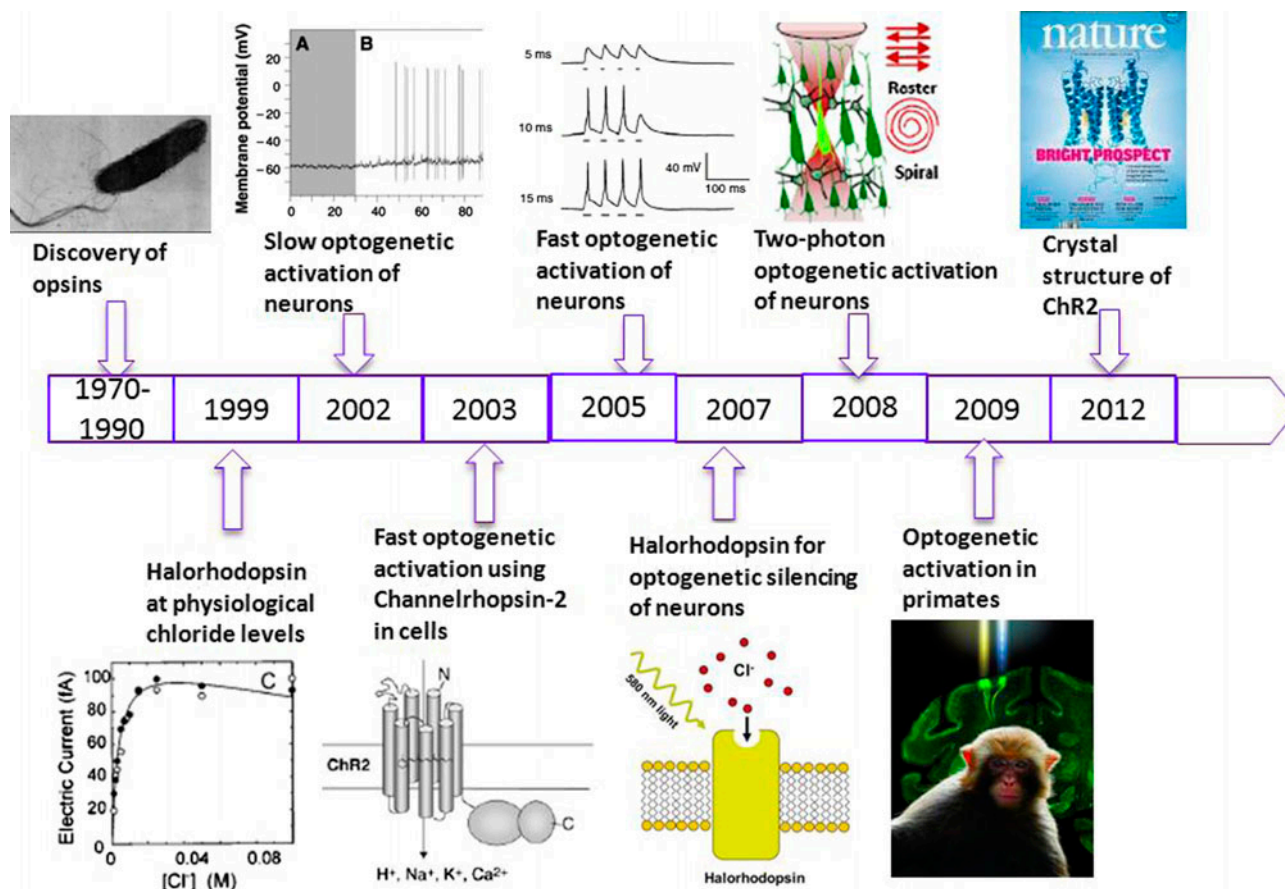 Membrane potential (mV)
20
0
−20
−40
−60
A
B
0
20
40
60
80
5 ms
10 ms
15 ms
40 mV
100 ms
Roster
Spiral
nature
BRIGHT PROSPECT
Discovery of
opsins
Slow optogenetic
activation of
neurons
Fast optogenetic
activation of
neurons
Two-photon
optogenetic activation
of neurons
Crystal
structure of
ChR2
1970-
1990
1999
2002
2003
2005
2007
2008
2009
2012
Halorhodopsin
at physiological
chloride levels
Fast optogenetic
activation using
Channelrhopsin-2
in cells
Halorhodopsin for
optogenetic silencing
of neurons
Optogenetic
activation in
primates
Electric Current (fA)
100
80
60
40
20
0
C
0
0.04
0.08
[Cl⁻] (M)
N
ChR2
C
H⁺, Na⁺, K⁺, Ca²⁺
580 nm light
Cl⁻
Halorhodopsin